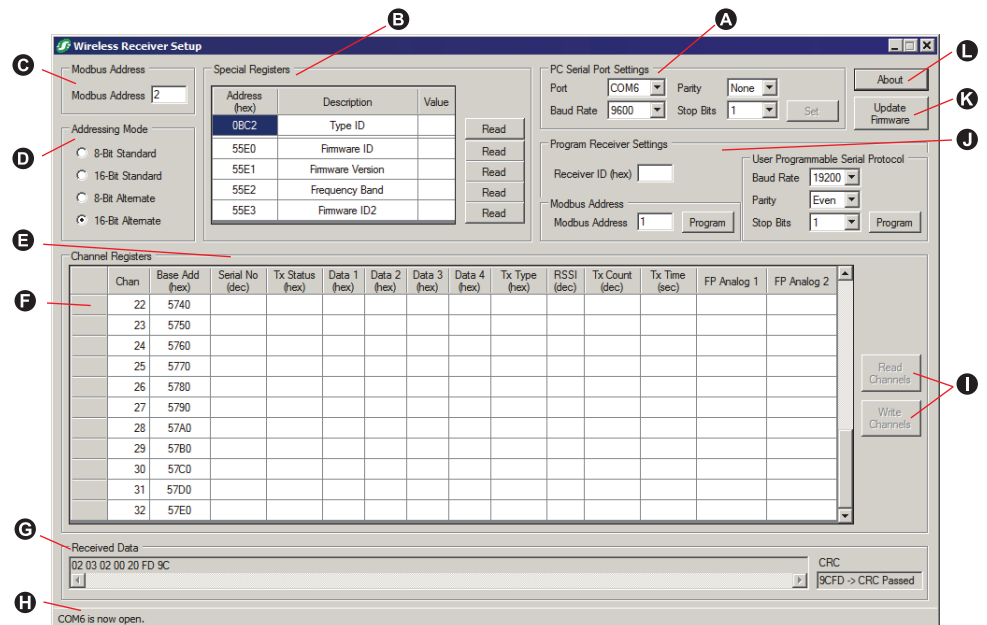 B
A
Wireless Receiver Setup
C
L
Modbus Address
Modbus Address 2
Special Registers
Address (hex) Description Value
0BC2 Type ID Read
55E0 Firmware ID Read
55E1 Firmware Version Read
55E2 Frequency Band Read
55E3 Firmware ID2 Read
PC Serial Port Settings
Port COM6 Parity None
Baud Rate 9600 Stop Bits 1 Set
About
Update Firmware
K
D
Addressing Mode
8-Bit Standard
16-Bit Standard
8-Bit Alternate
16-Bit Alternate
J
Program Receiver Settings
Receiver ID (hex)
Modbus Address
Modbus Address 1 Program
User Programmable Serial Protocol
Baud Rate 19200
Parity Even
Stop Bits 1 Program
E
Channel Registers
Chan Base Add (hex) Serial No (dec) Tx Status (hex) Data 1 (hex) Data 2 (hex) Data 3 (hex) Data 4 (hex) Tx Type (hex) RSSI (dec) Tx Count (dec) Tx Time (sec) FP Analog 1 FP Analog 2
F
22 5740
23 5750
24 5760
25 5770
26 5780
27 5790
28 57A0
29 57B0
30 57C0
31 57D0
32 57E0
Read Channels
I
Write Channels
G
Received Data
02 03 02 00 20 FD 9C
CRC
9CFD -> CRC Passed
H
COM6 is now open.